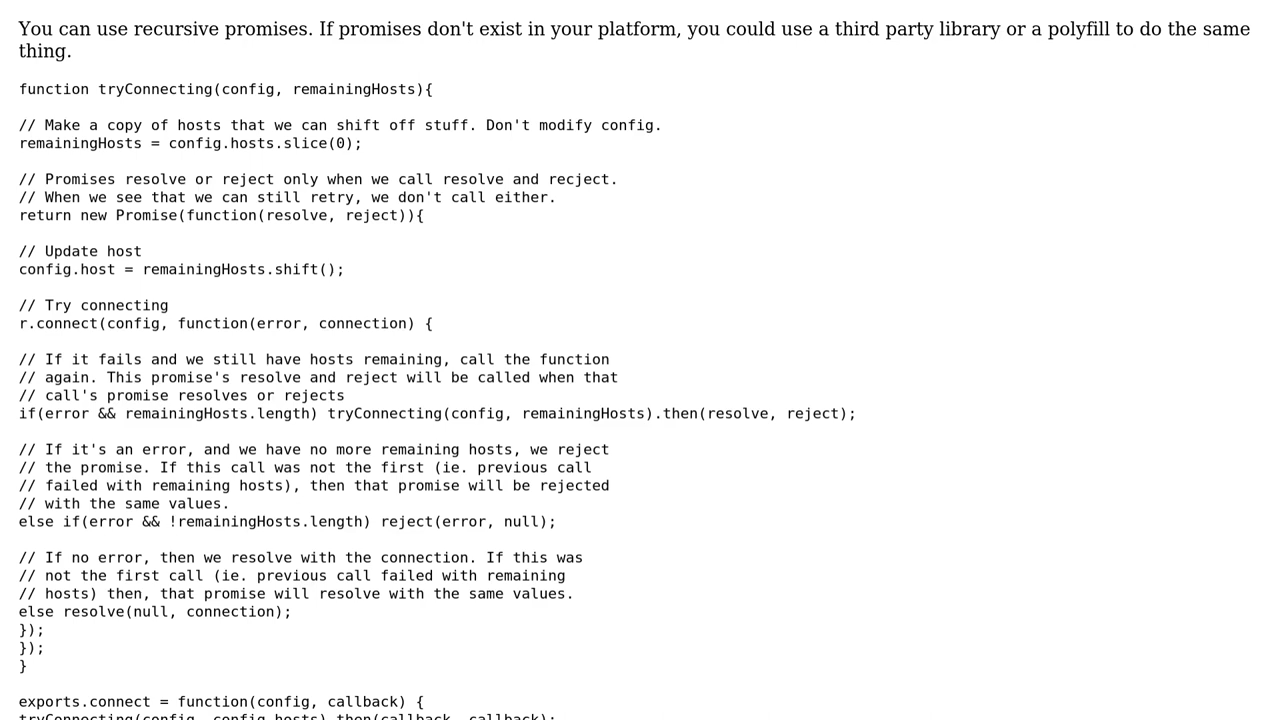 You can use recursive promises. If promises don't exist in your platform, you could use a third party library or a polyfill to do the same
thing.
function tryConnecting(config, remainingHosts){
// Make a copy of hosts that we can shift off stuff. Don't modify config.
remainingHosts = config.hosts.slice(0);
// Promises resolve or reject only when we call resolve and recject.
// When we see that we can still retry, we don't call either.
return new Promise(function(resolve, reject)){
// Update host
config.host = remainingHosts.shift();
// Try connecting
r.connect(config, function(error, connection) {
// If it fails and we still have hosts remaining, call the function
// again. This promise's resolve and reject will be called when that
// call's promise resolves or rejects
if(error && remainingHosts.length) tryConnecting(config, remainingHosts).then(resolve, reject);
// If it's an error, and we have no more remaining hosts, we reject
// the promise. If this call was not the first (ie. previous call
// failed with remaining hosts), then that promise will be rejected
// with the same values.
else if(error && !remainingHosts.length) reject(error, null);
// If no error, then we resolve with the connection. If this was
// not the first call (ie. previous call failed with remaining
// hosts) then, that promise will resolve with the same values.
else resolve(null, connection);
});
});
}
exports.connect = function(config, callback) {
tryConnecting(config, config.hosts).then(callback, callback);